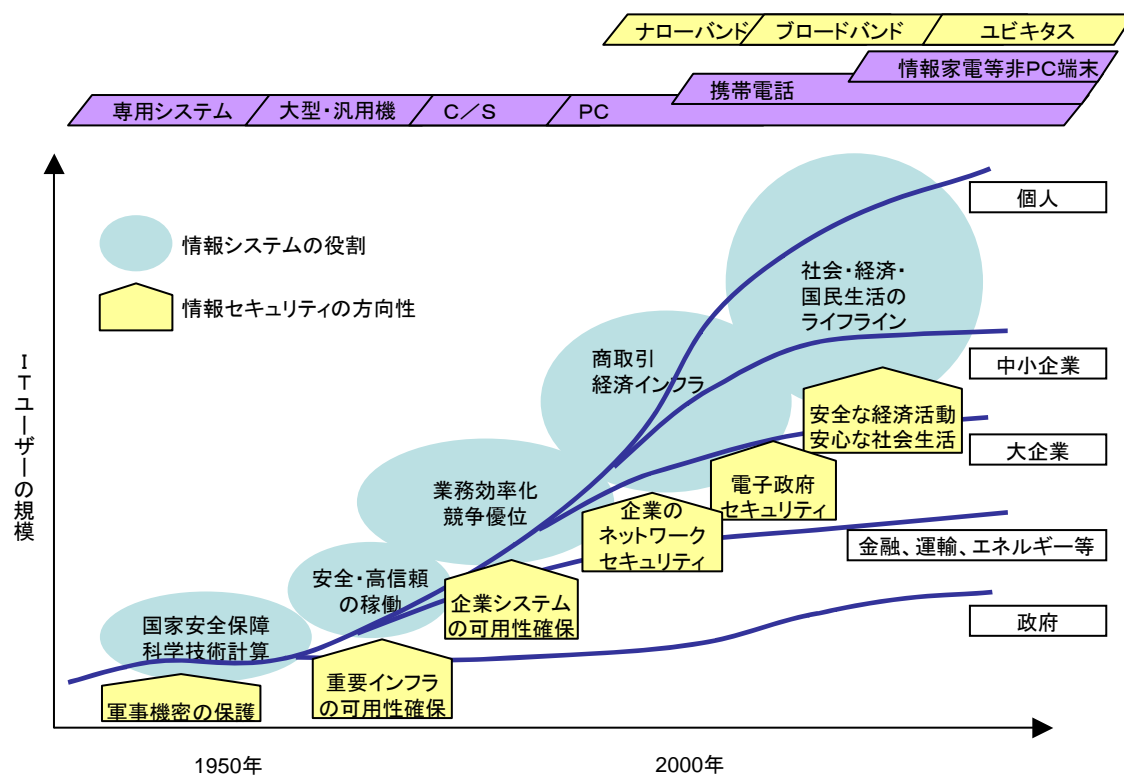 ナローバンド
ブロードバンド
ユビキタス
情報家電等非PC端末
携帯電話
専用システム
大型・汎用機
C／S
PC
個人
情報システムの役割
情報セキュリティの方向性
社会・経済・
国民生活の
ライフライン
商取引
経済インフラ
中小企業
ITユーザーの規模
安全な経済活動
安心な社会生活
大企業
業務効率化
競争優位
電子政府
セキュリティ
企業の
ネットワーク
セキュリティ
金融、運輸、エネルギー等
安全・高信頼
の稼働
企業システム
の可用性確保
国家安全保障
科学技術計算
政府
重要インフラ
の可用性確保
軍事機密の保護
1950年
2000年